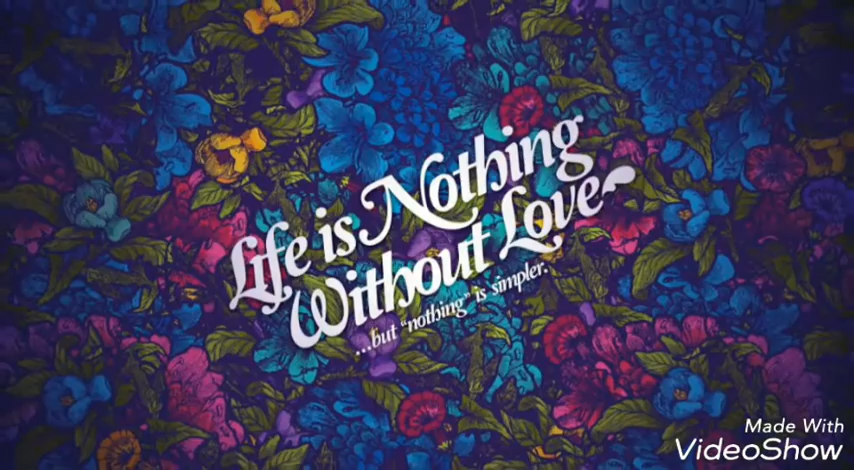 Life is Nothing
Without Love
...but “nothing” is simpler.
Made With
VideoShow